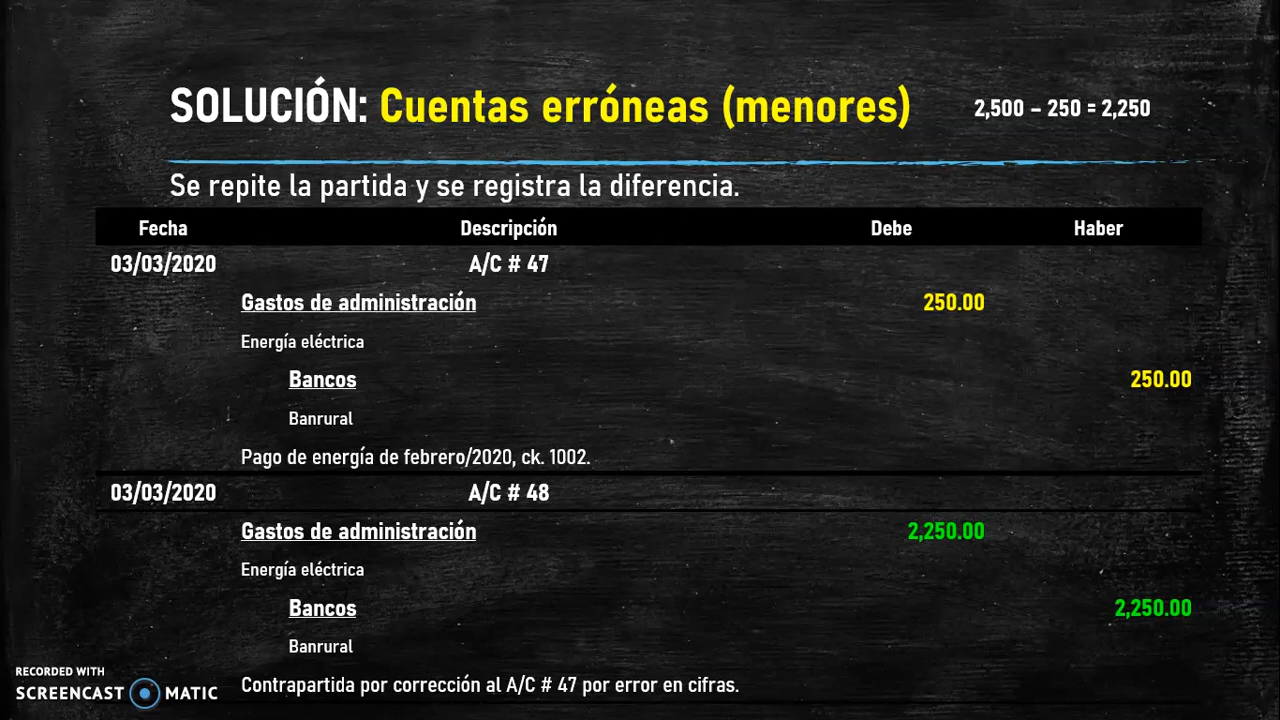 SOLUCIÓN: Cuentas erróneas (menores) 2,500 – 250 = 2,250
Se repite la partida y se registra la diferencia.
Fecha Descripción Debe Haber
03/03/2020 A/C # 47
Gastos de administración 250.00
Energía eléctrica
Bancos 250.00
Banrural
Pago de energía de febrero/2020, ck. 1002.
03/03/2020 A/C # 48
Gastos de administración 2,250.00
Energía eléctrica
Bancos 2,250.00
Banrural
Contrapartida por corrección al A/C # 47 por error en cifras.
RECORDED WITH
SCREENCAST MATIC